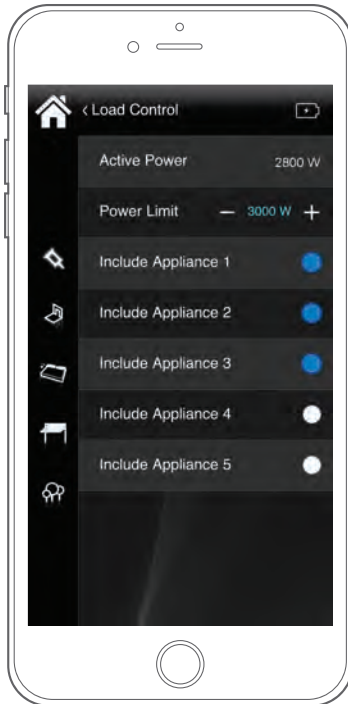 ‹ Load Control
Active Power 2800 W
Power Limit − 3000 W +
Include Appliance 1
Include Appliance 2
Include Appliance 3
Include Appliance 4
Include Appliance 5